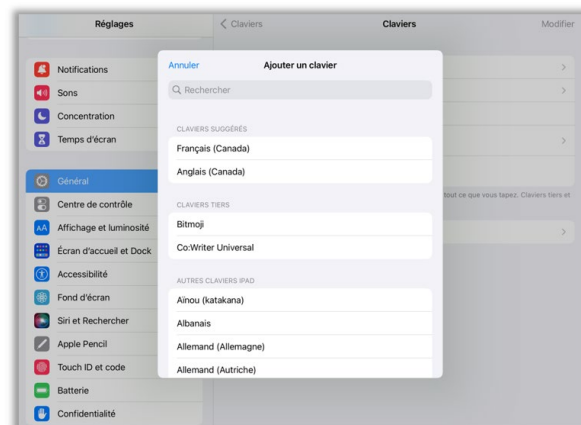 Réglages
Claviers
Claviers
Modifier
Notifications
Sons
Concentration
Temps d'écran
Général
Centre de contrôle
Affichage et luminosité
Écran d'accueil et Dock
Accessibilité
Fond d'écran
Siri et Rechercher
Apple Pencil
Touch ID et code
Batterie
Confidentialité
Annuler
Ajouter un clavier
Rechercher
CLAVIERS SUGGÉRÉS
Français (Canada)
Anglais (Canada)
CLAVIERS TIERS
Bitmoji
Co:Writer Universal
AUTRES CLAVIERS IPAD
Aïnou (katakana)
Albanais
Allemand (Allemagne)
Allemand (Autriche)
tout ce que vous tapez. Claviers tiers et